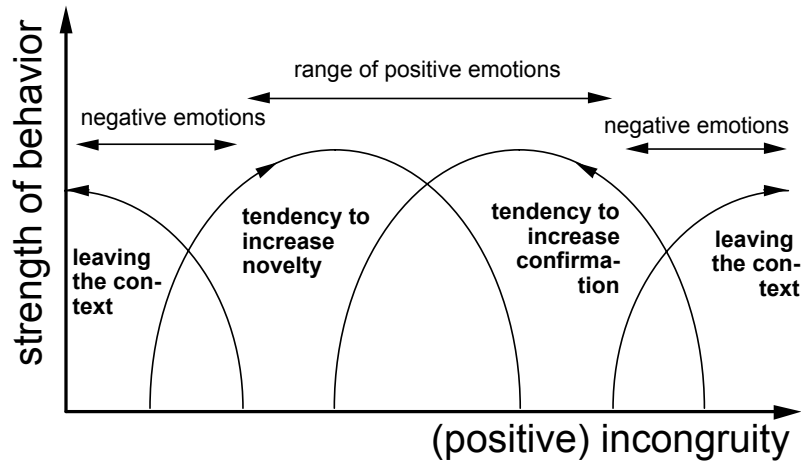 strength of behavior
range of positive emotions
negative emotions
negative emotions
tendency to
increase
novelty
tendency to
increase
confirma-
tion
leaving
the con-
text
leaving
the con-
text
(positive) incongruity